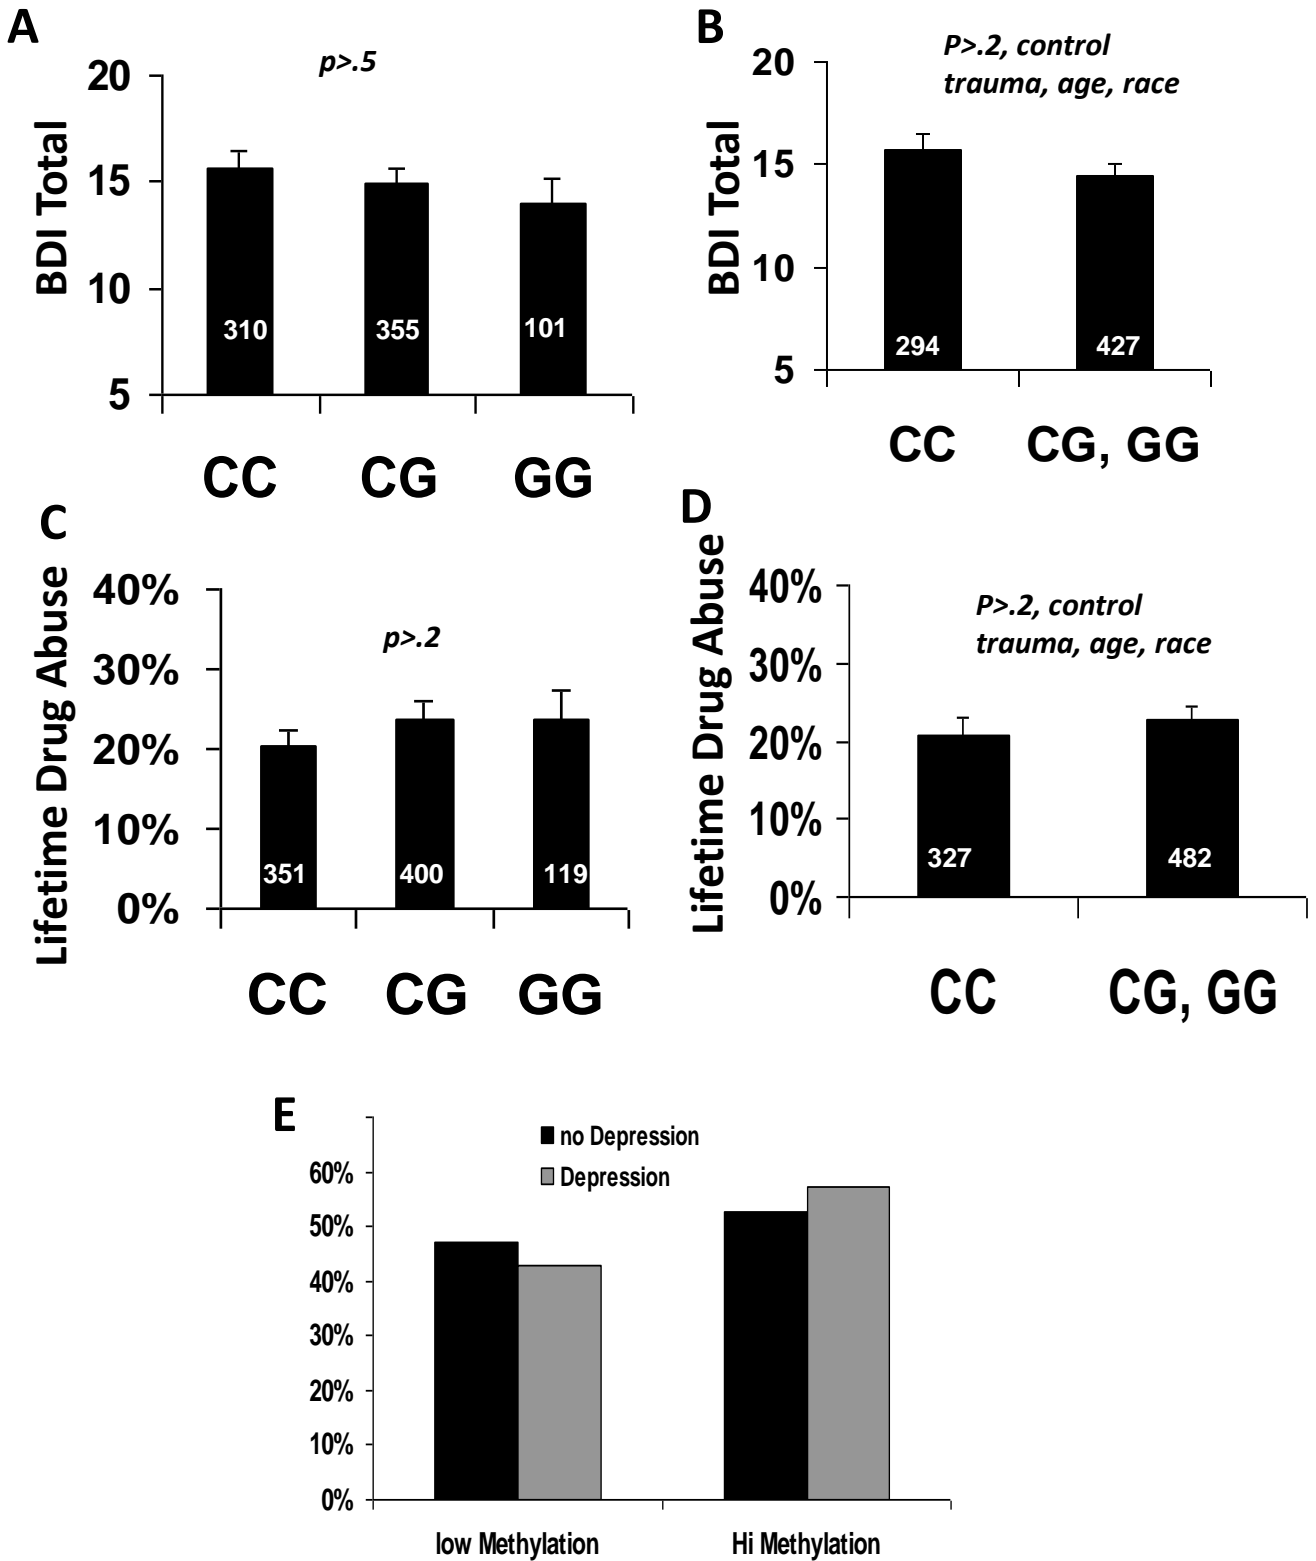 A
p>.5
20
15
10
5
BDI Total
310
355
101
CC
CG
GG
B
P>.2, control
trauma, age, race
20
15
10
5
BDI Total
294
427
CC
CG, GG
C
p>.2
40%
30%
20%
10%
0%
Lifetime Drug Abuse
351
400
119
CC
CG
GG
D
P>.2, control
trauma, age, race
40%
30%
20%
10%
0%
Lifetime Drug Abuse
327
482
CC
CG, GG
E
no Depression
Depression
60%
50%
40%
30%
20%
10%
0%
low Methylation
Hi Methylation